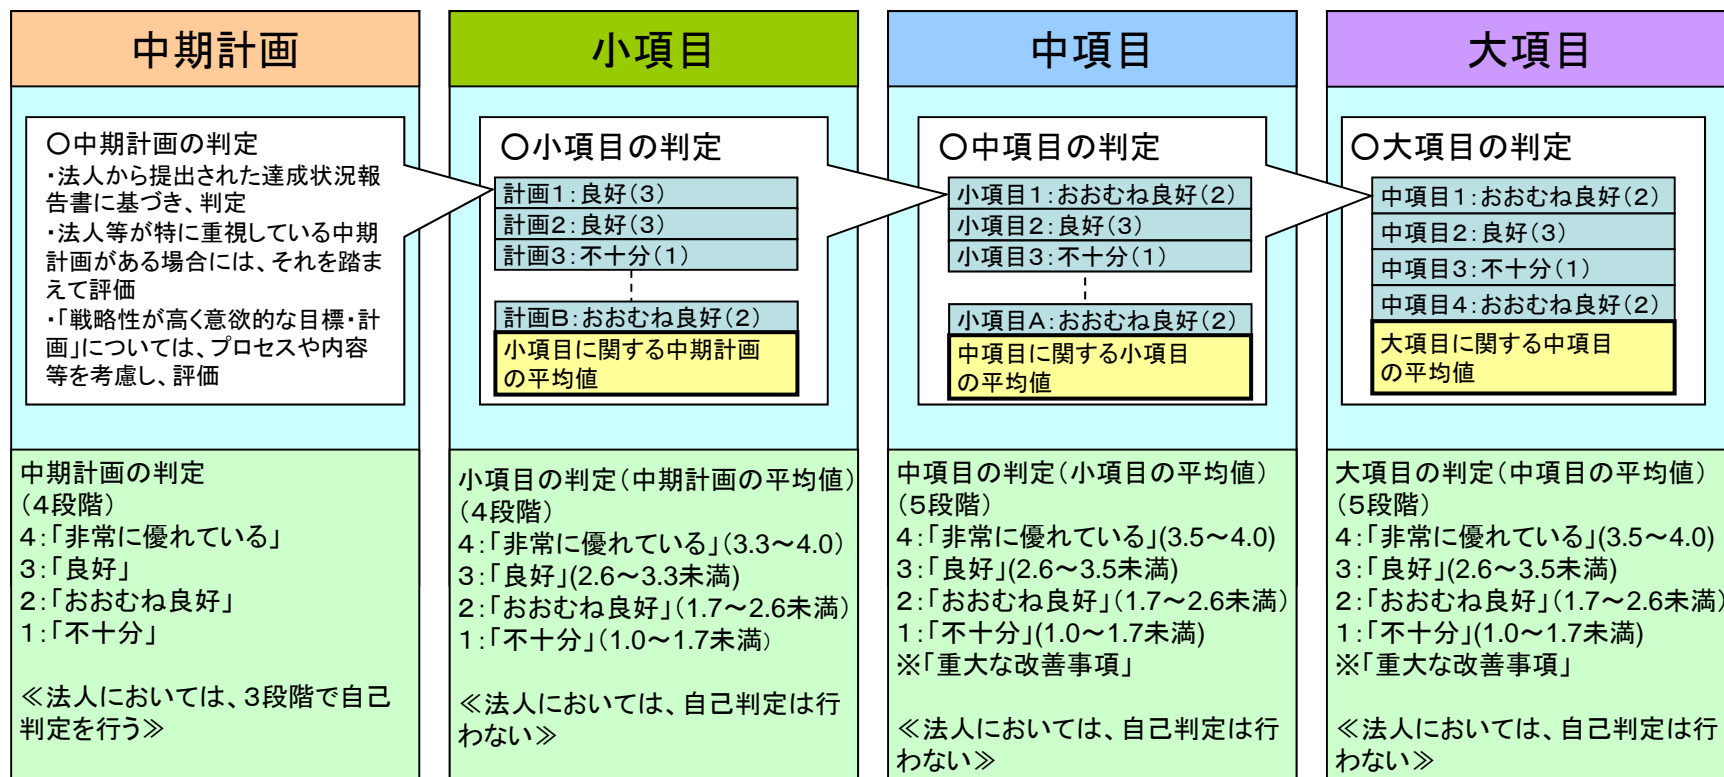 中期計画
〇中期計画の判定
・法人から提出された達成状況報
告書に基づき、判定
・法人等が特に重視している中期
計画がある場合には、それを踏ま
えて評価
・「戦略性が高く意欲的な目標・計
画」については、プロセスや内容
等を考慮し、評価
中期計画の判定
(4段階)
4:「非常に優れている」
3:「良好」
2:「おおむね良好」
1:「不十分」
≪法人においては、3段階で自己
判定を行う≫
小項目
〇小項目の判定
計画1:良好(3)
計画2:良好(3)
計画3:不十分(1)
計画B:おおむね良好(2)
小項目に関する中期計画
の平均値
小項目の判定(中期計画の平均値)
(4段階)
4:「非常に優れている」(3.3～4.0)
3:「良好」(2.6～3.3未満)
2:「おおむね良好」(1.7～2.6未満)
1:「不十分」(1.0～1.7未満)
≪法人においては、自己判定は行
わない≫
中項目
〇中項目の判定
小項目1:おおむね良好(2)
小項目2:良好(3)
小項目3:不十分(1)
小項目A:おおむね良好(2)
中項目に関する小項目
の平均値
中項目の判定(小項目の平均値)
(5段階)
4:「非常に優れている」(3.5～4.0)
3:「良好」(2.6～3.5未満)
2:「おおむね良好」(1.7～2.6未満)
1:「不十分」(1.0～1.7未満)
※「重大な改善事項」
≪法人においては、自己判定は行
わない≫
大項目
〇大項目の判定
中項目1:おおむね良好(2)
中項目2:良好(3)
中項目3:不十分(1)
中項目4:おおむね良好(2)
大項目に関する中項目
の平均値
大項目の判定(中項目の平均値)
(5段階)
4:「非常に優れている」(3.5～4.0)
3:「良好」(2.6～3.5未満)
2:「おおむね良好」(1.7～2.6未満)
1:「不十分」(1.0～1.7未満)
※「重大な改善事項」
≪法人においては、自己判定は行
わない≫